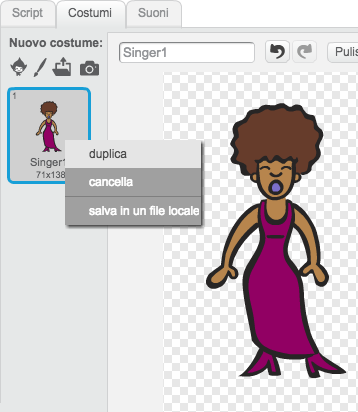 Script Costumi Suoni
Nuovo costume:
Singer1
Pulis
1
Singer1
71x138
duplica
cancella
salva in un file locale